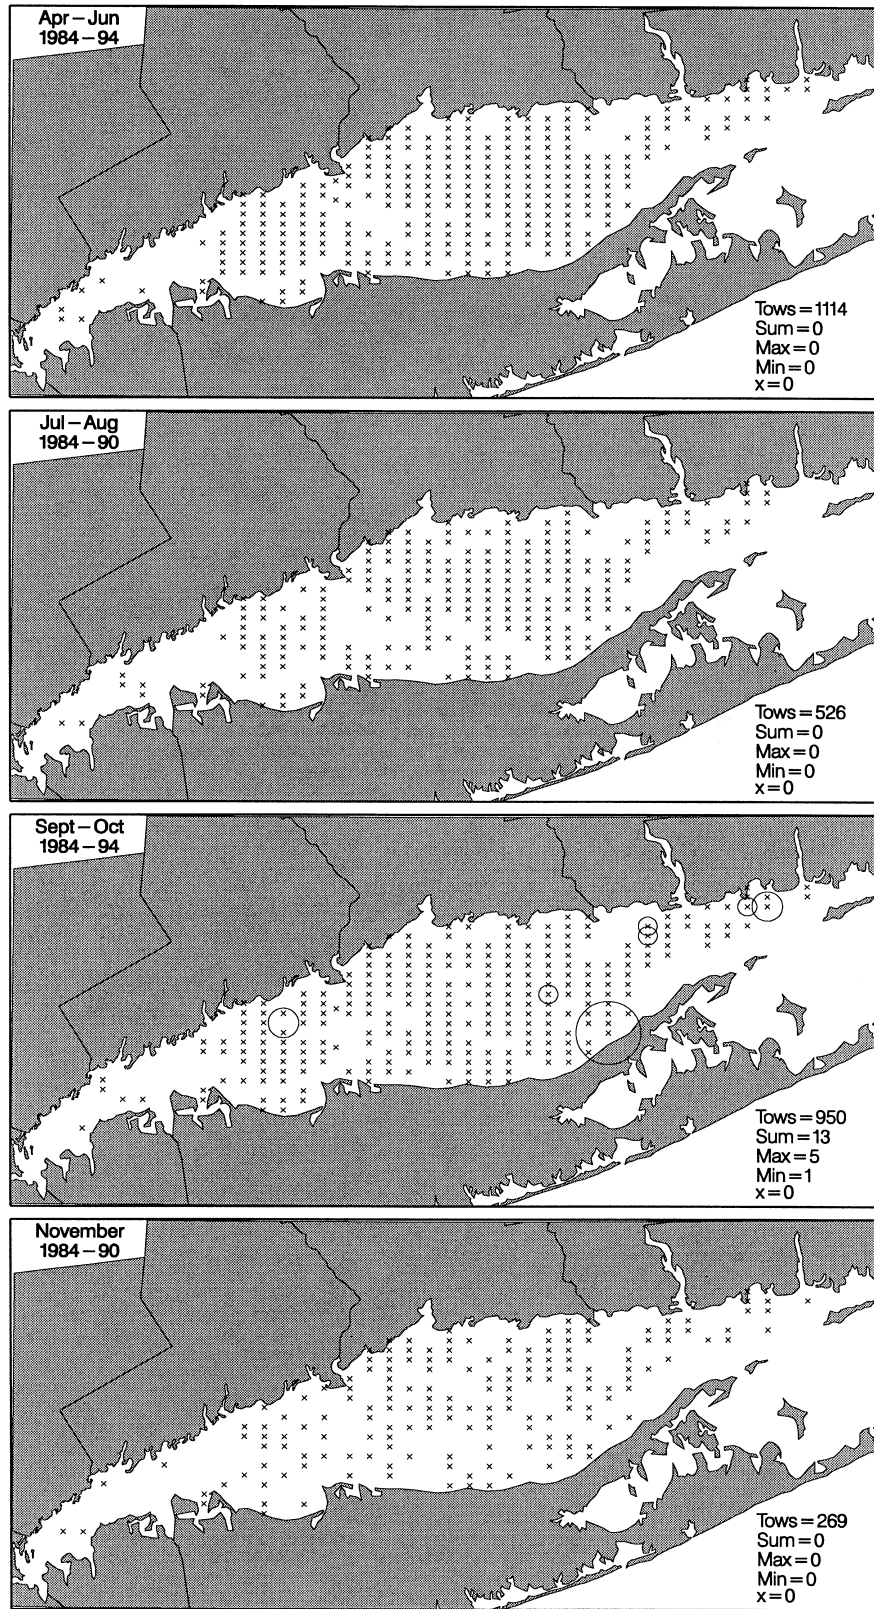 Apr–Jun
1984–94
Tows=1114
Sum=0
Max=0
Min=0
x=0
Jul–Aug
1984–90
Tows=526
Sum=0
Max=0
Min=0
x=0
Sept–Oct
1984–94
Tows=950
Sum=13
Max=5
Min=1
x=0
November
1984–90
Tows=269
Sum=0
Max=0
Min=0
x=0